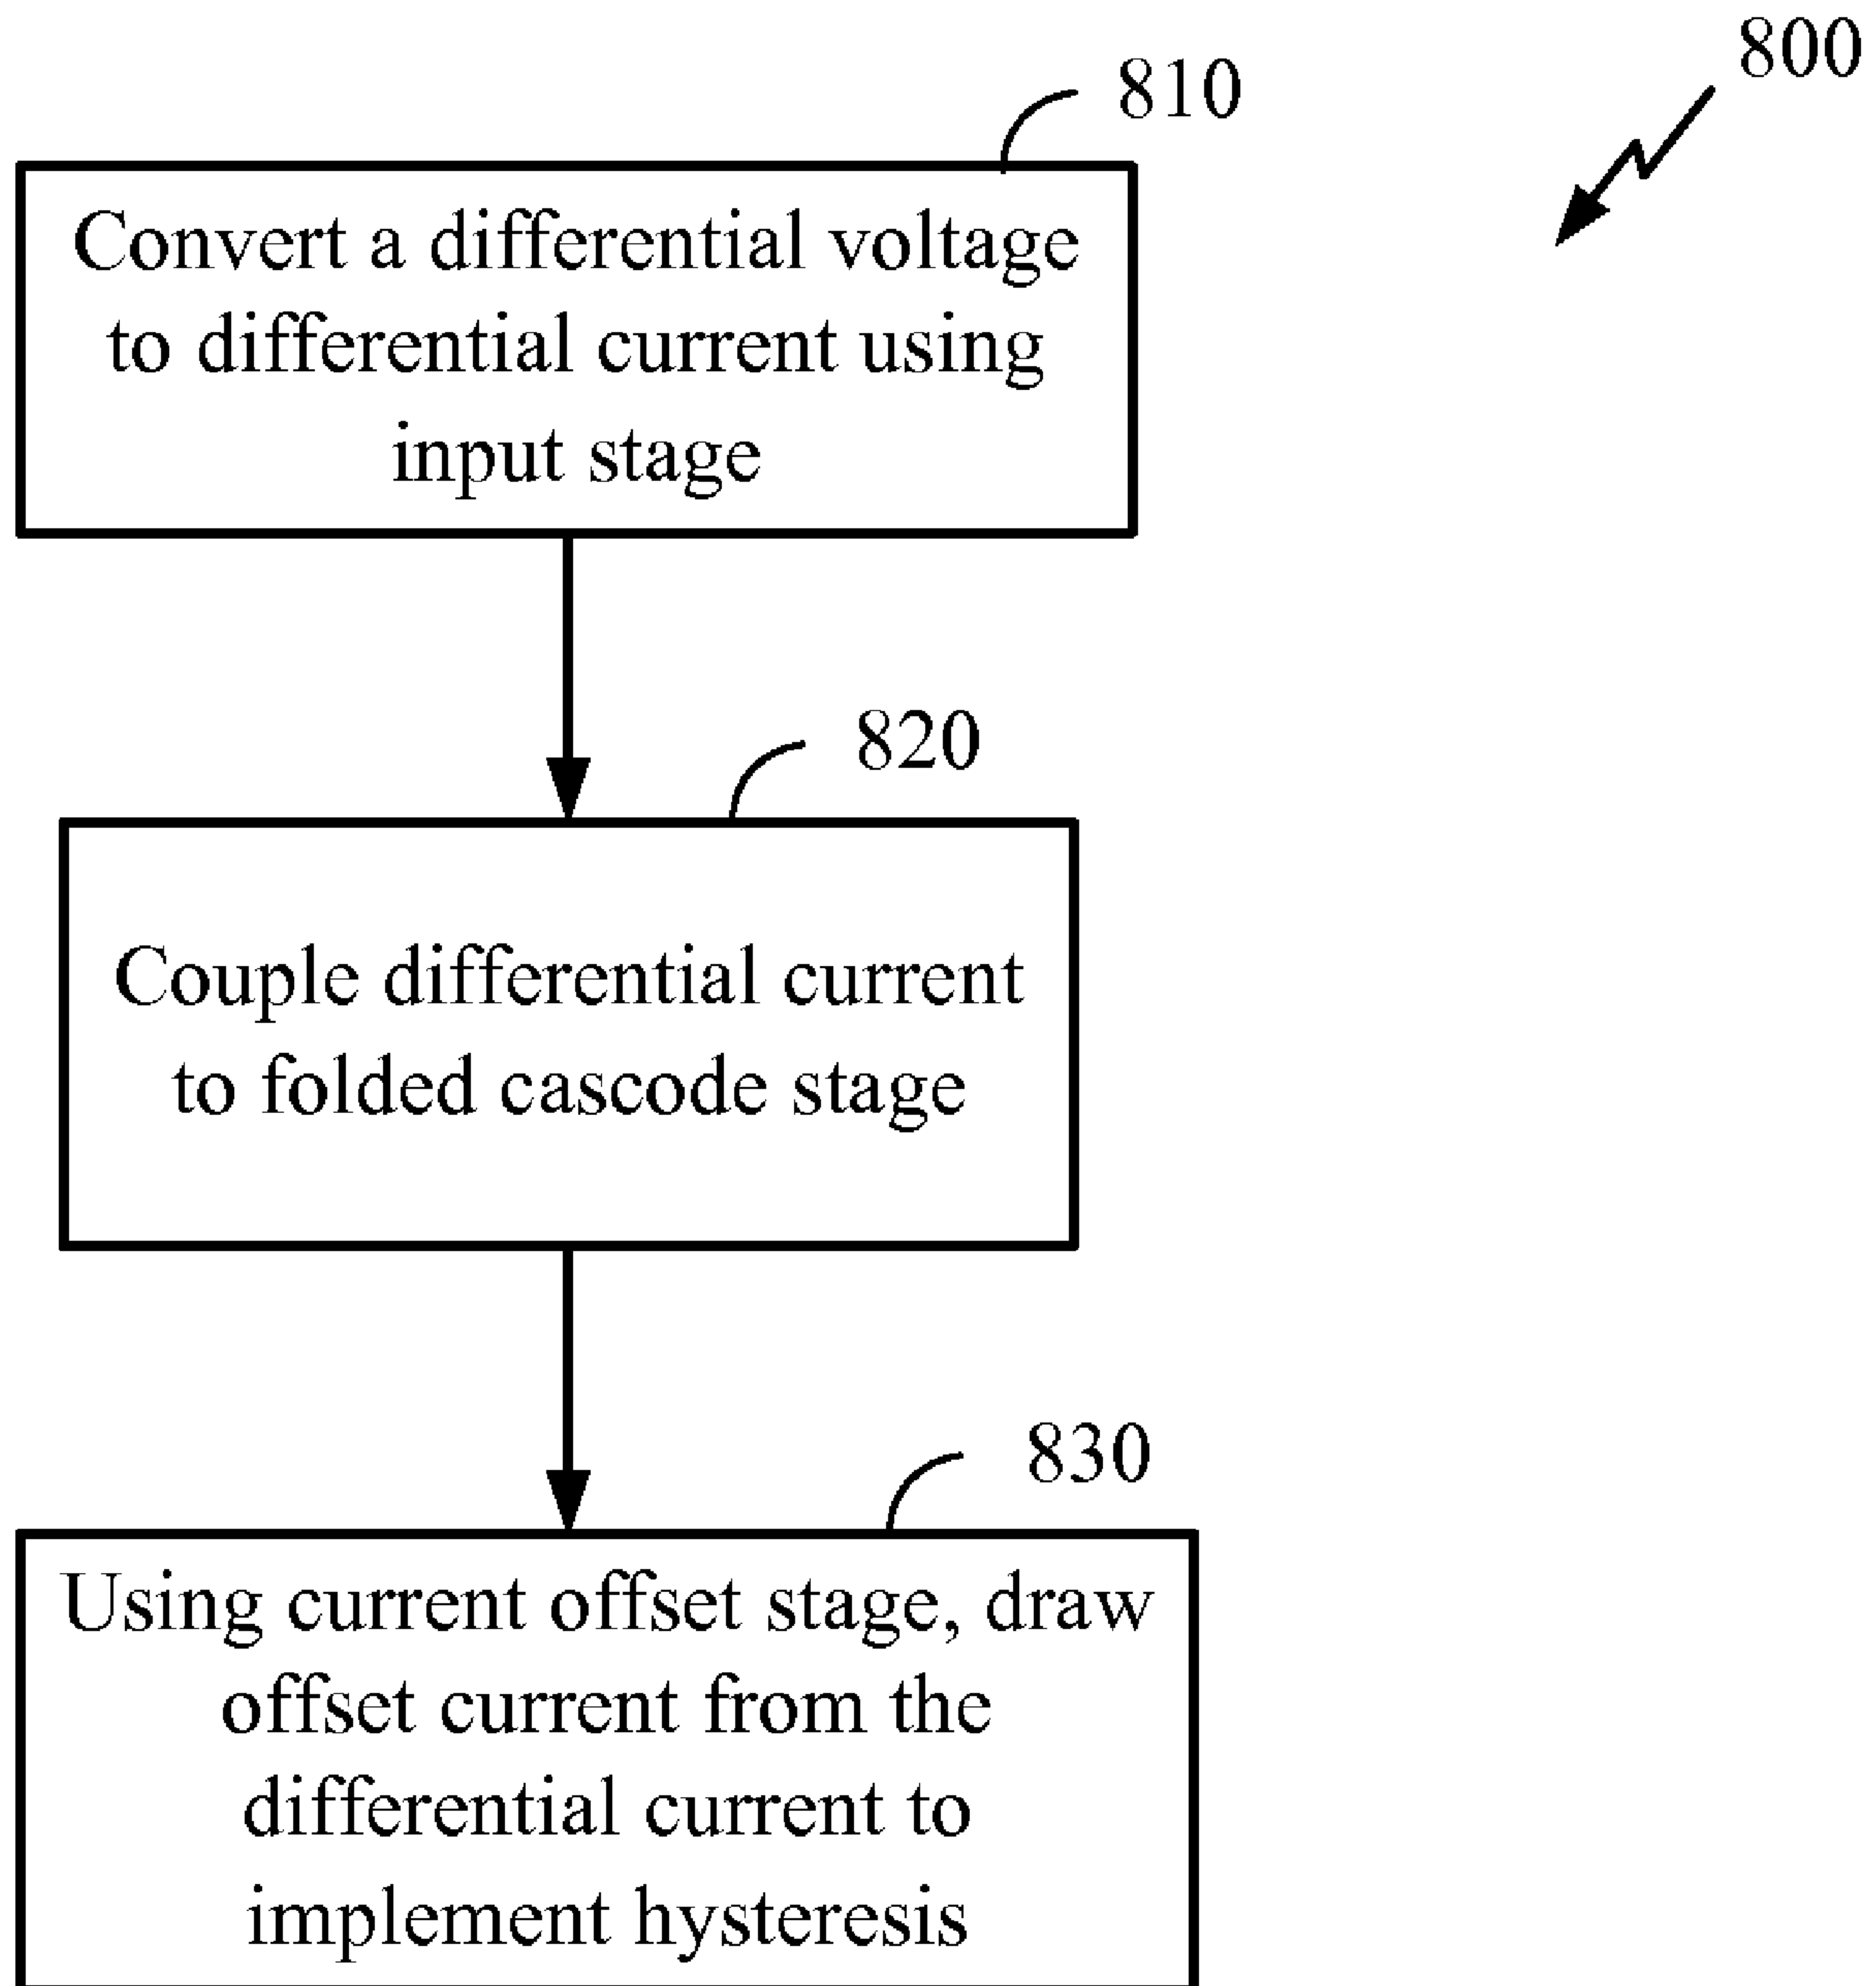 800
810
Convert a differential voltage
to differential current using
input stage
820
Couple differential current
to folded cascode stage
830
Using current offset stage, draw
offset current from the
differential current to
implement hysteresis